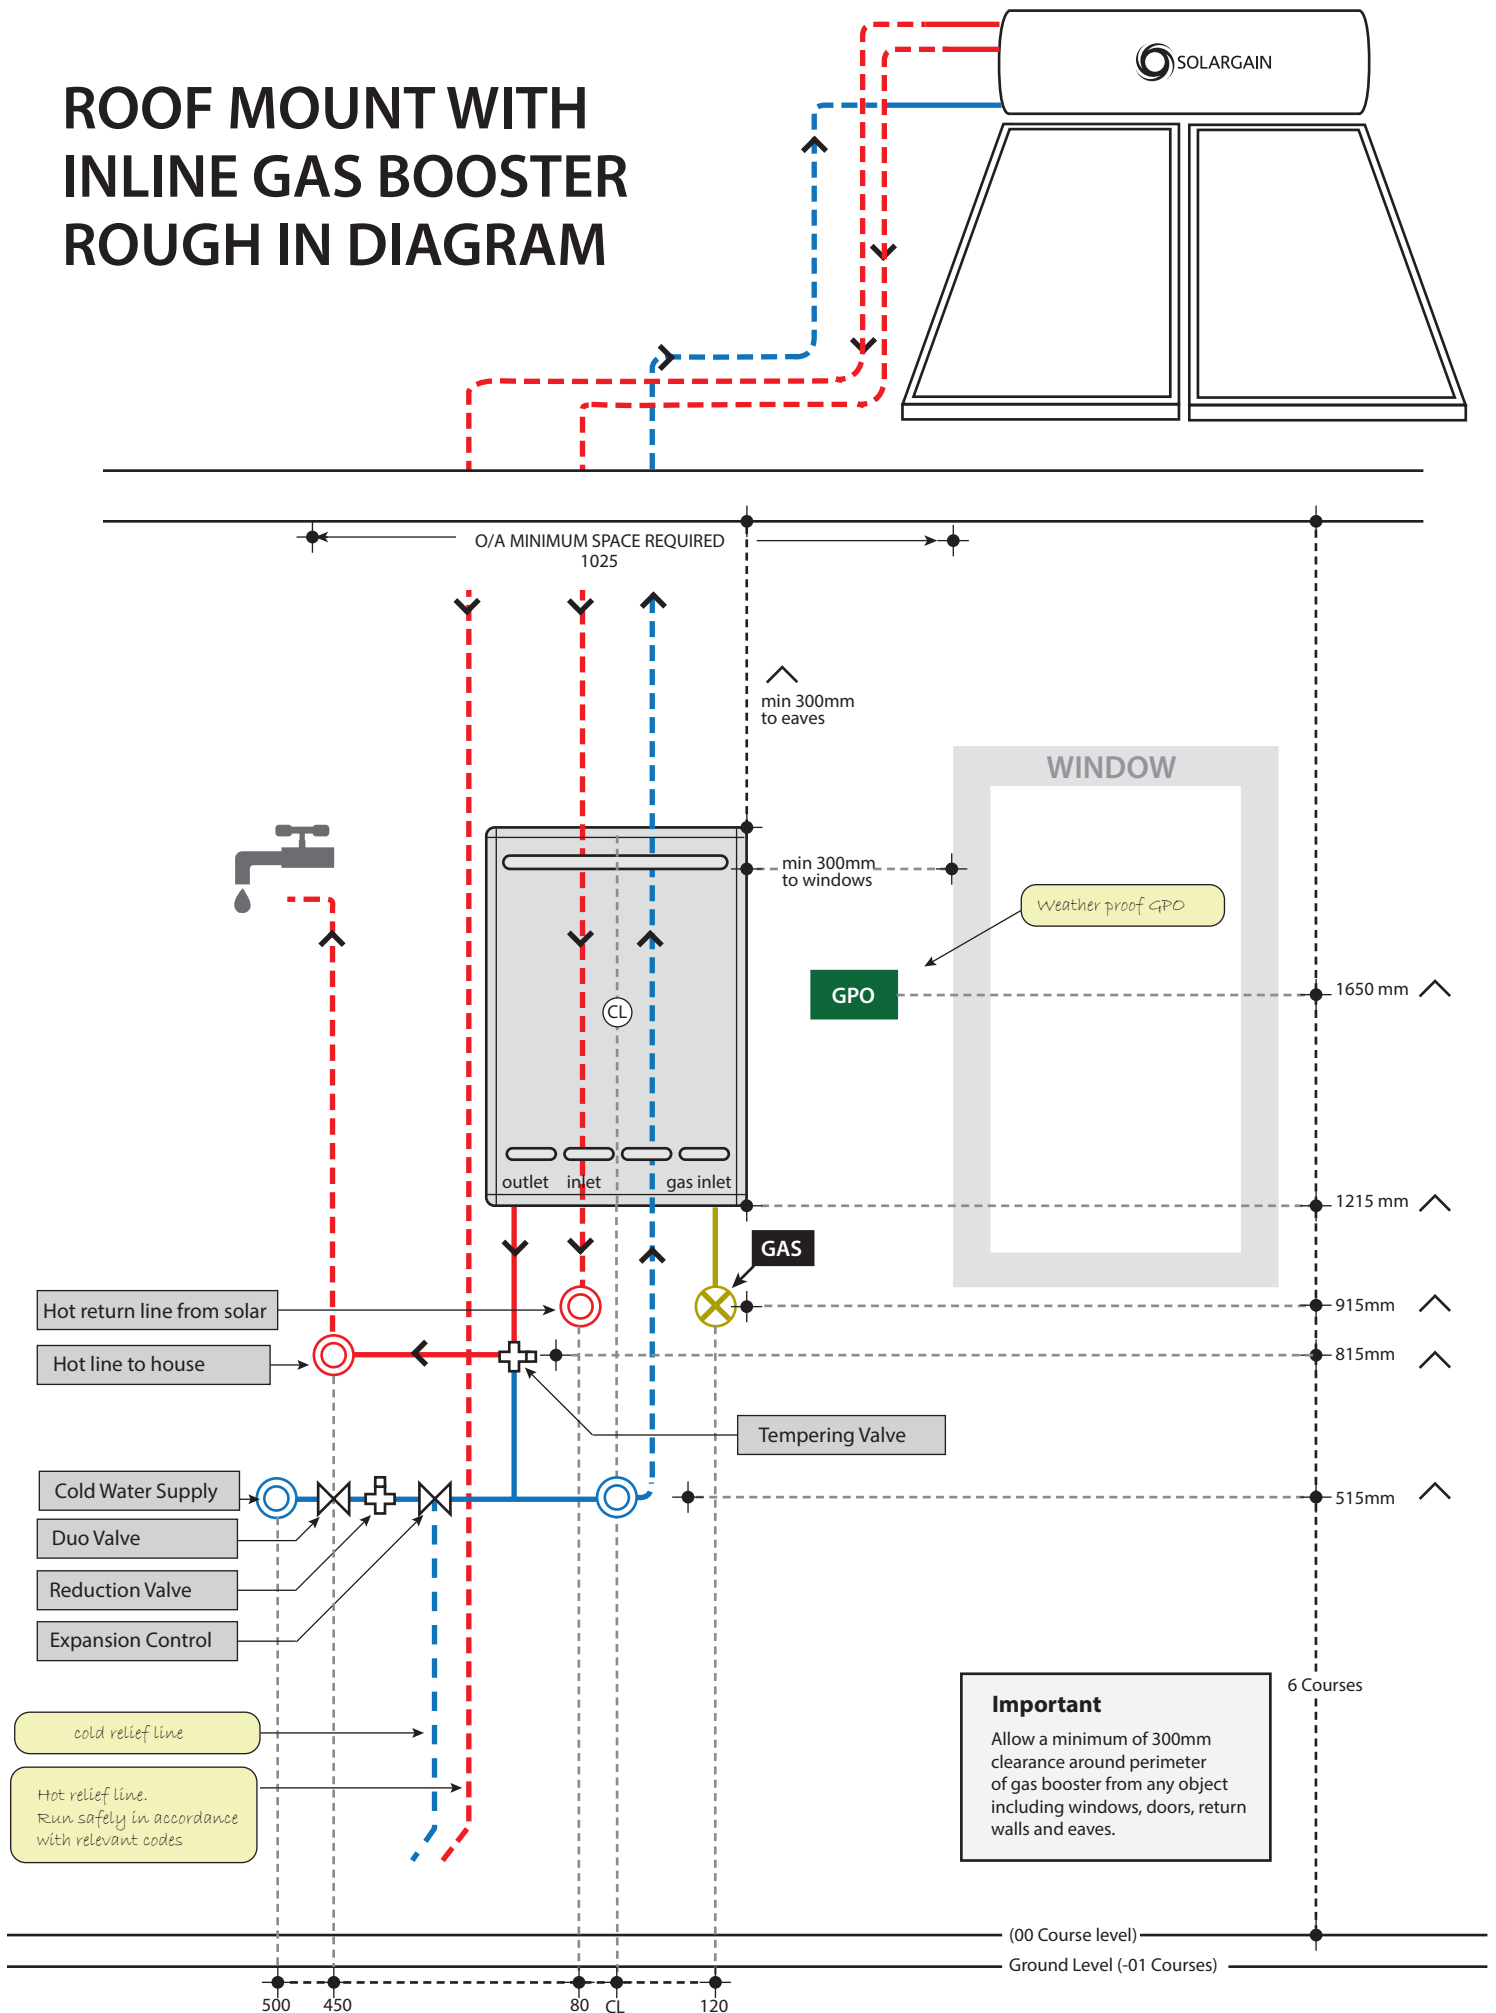 ROOF MOUNT WITH
INLINE GAS BOOSTER
ROUGH IN DIAGRAM
SOLARGAIN
O/A MINIMUM SPACE REQUIRED
1025
min 300mm
to eaves
WINDOW
min 300mm
to windows
Weather proof GPO
GPO
1650 mm
CL
outlet
inlet
gas inlet
1215 mm
GAS
Hot return line from solar
915mm
Hot line to house
815mm
Tempering Valve
Cold Water Supply
515mm
Duo Valve
Reduction Valve
Expansion Control
6 Courses
Important
Allow a minimum of 300mm
clearance around perimeter
of gas booster from any object
including windows, doors, return
walls and eaves.
cold relief line
Hot relief line.
Run safely in accordance
with relevant codes
(00 Course level)
Ground Level (-01 Courses)
500 450 80 CL 120